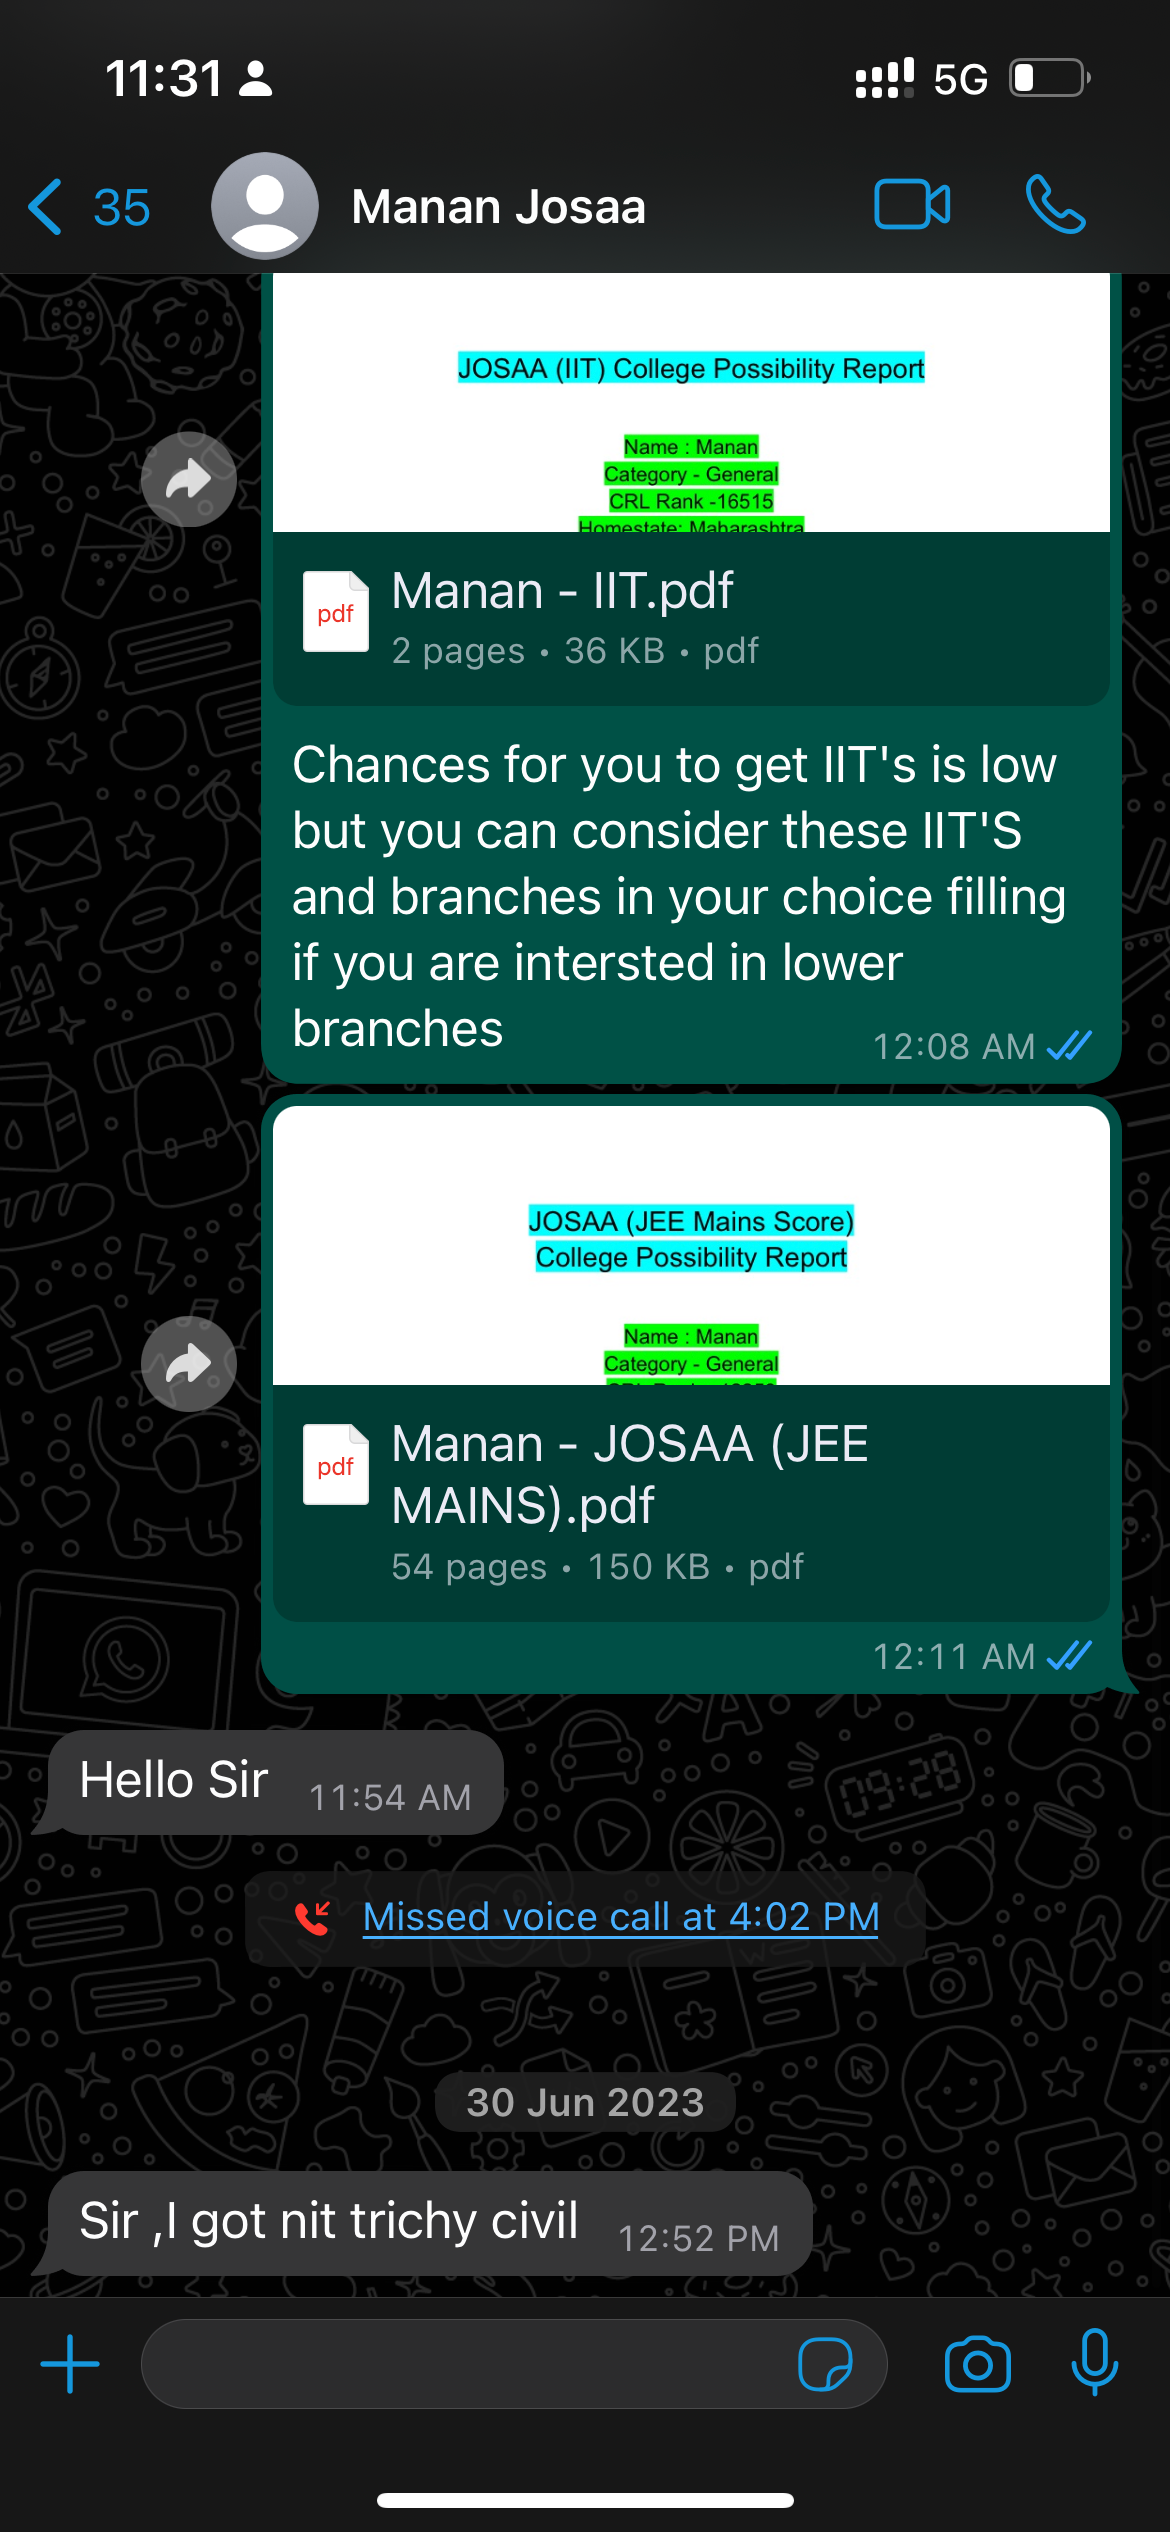 11:31
5G
35
Manan Josaa
JOSAA (IIT) College Possibility Report
Name : Manan
Category - General
CRL Rank -16515
Homestate: Maharashtra
pdf
Manan - IIT.pdf
2 pages • 36 KB • pdf
Chances for you to get IIT's is low
but you can consider these IIT'S
and branches in your choice filling
if you are intersted in lower
branches
12:08 AM
JOSAA (JEE Mains Score)
College Possibility Report
Name : Manan
Category - General
pdf
Manan - JOSAA (JEE
MAINS).pdf
54 pages • 150 KB • pdf
12:11 AM
Hello Sir 11:54 AM
09:28
Missed voice call at 4:02 PM
30 Jun 2023
Sir ,I got nit trichy civil 12:52 PM